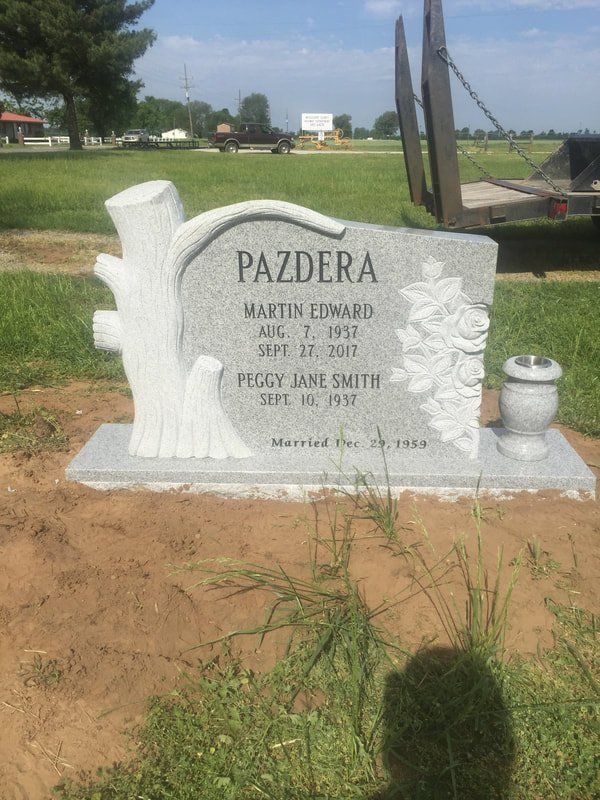 PAZDERA
MARTIN EDWARD
AUG. 7, 1937
SEPT. 27, 2017
PEGGY JANE SMITH
SEPT. 10, 1937
Married Dec. 29, 1959